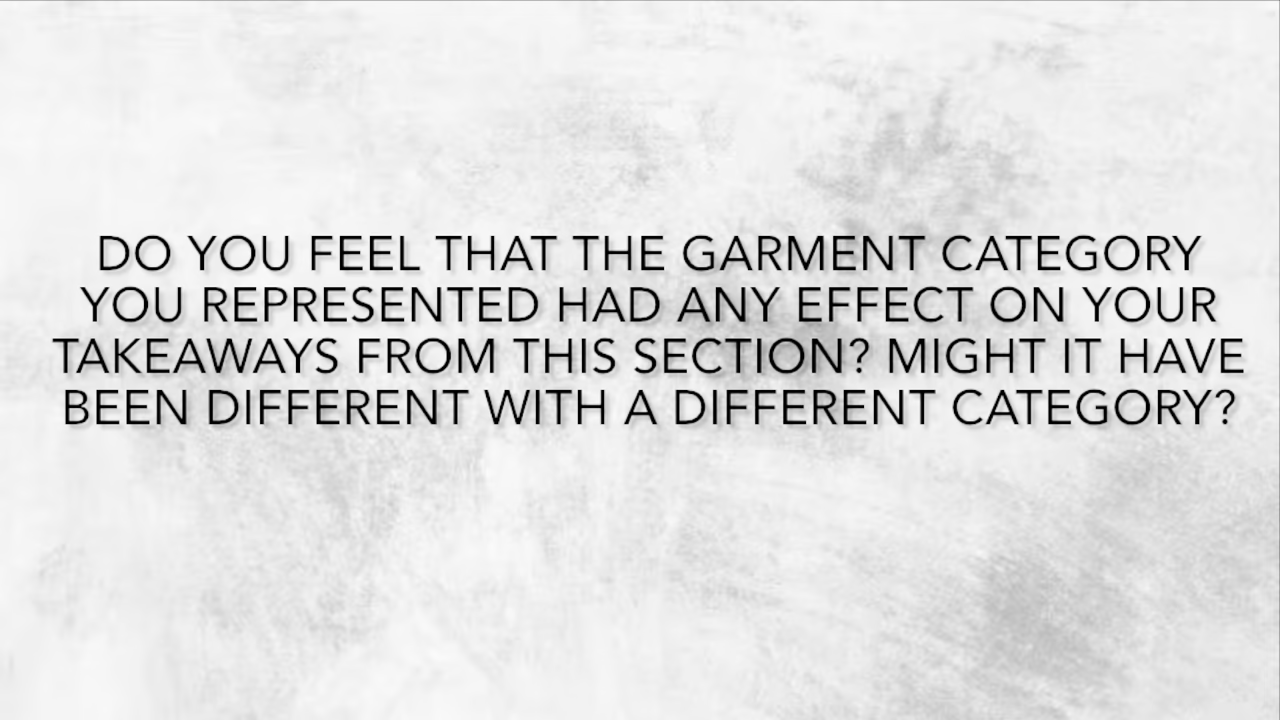 DO YOU FEEL THAT THE GARMENT CATEGORY
YOU REPRESENTED HAD ANY EFFECT ON YOUR
TAKEAWAYS FROM THIS SECTION? MIGHT IT HAVE
BEEN DIFFERENT WITH A DIFFERENT CATEGORY?